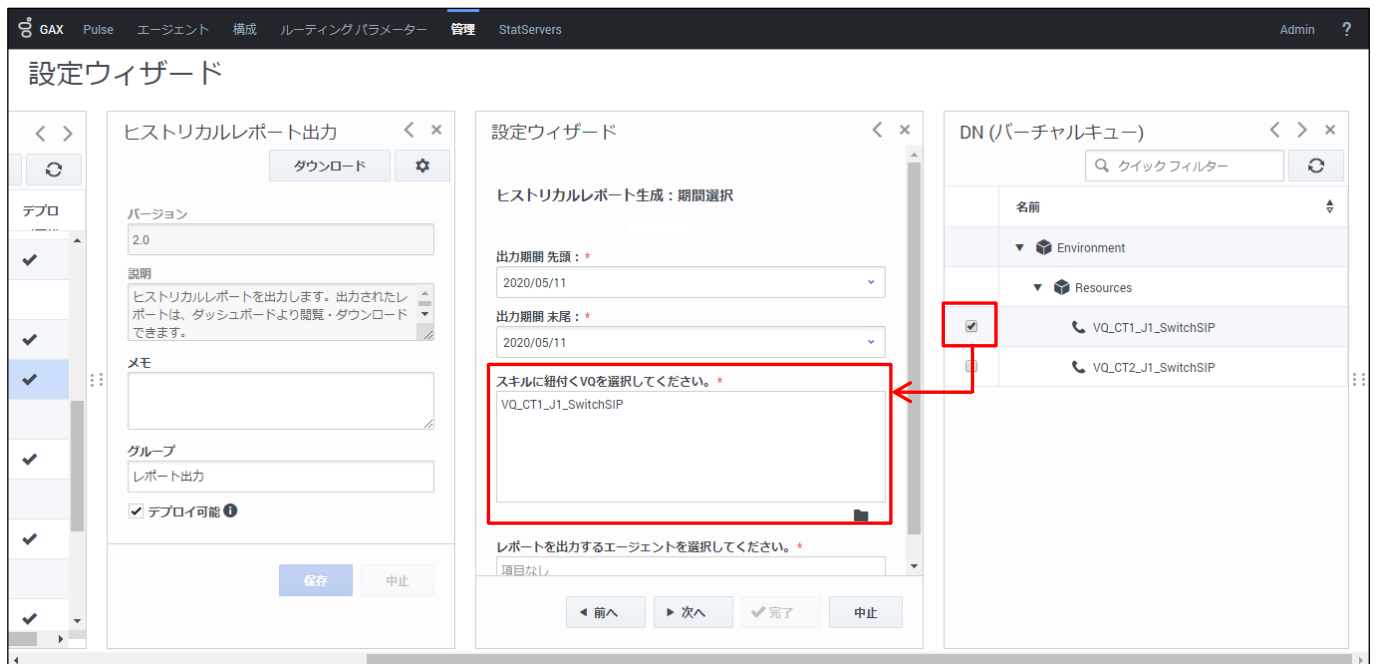 GAX Pulse エージェント 構成 ルーティング パラメーター 管理 StatServers Admin ?
設定ウィザード
デプロ
ヒストリカルレポート出力
ダウンロード
バージョン
2.0
説明
ヒストリカルレポートを出力します。出力されたレ
ポートは、ダッシュボードより閲覧・ダウンロード
できます。
メモ
グループ
レポート出力
デプロイ可能
保存 中止
設定ウィザード
ヒストリカルレポート生成：期間選択
出力期間 先頭：*
2020/05/11
出力期間 末尾：*
2020/05/11
スキルに紐付くVQを選択してください。*
VQ_CT1_J1_SwitchSIP
レポートを出力するエージェントを選択してください。*
項目なし
前へ 次へ 完了 中止
DN (バーチャルキュー)
クイック フィルター
名前
Environment
Resources
VQ_CT1_J1_SwitchSIP
VQ_CT2_J1_SwitchSIP